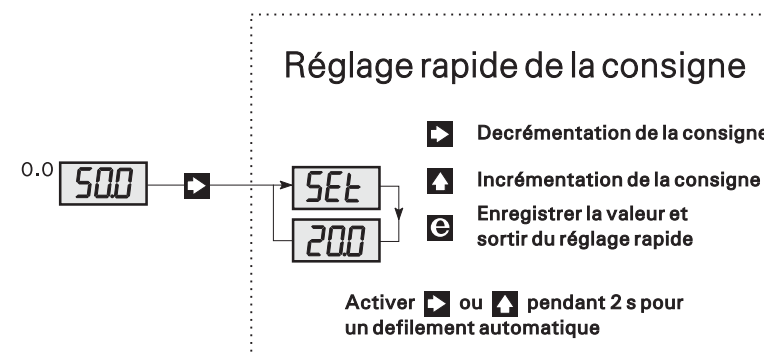 Réglage rapide de la consigne
Decrémentation de la consigne
0.0
50.0
SEt
Incrémentation de la consigne
20.0
e
Enregistrer la valeur et
sortir du réglage rapide
Activer ou pendant 2 s pour
un defilement automatique